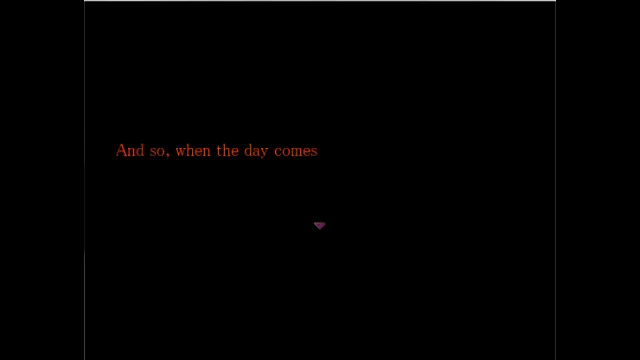 And so, when the day comes